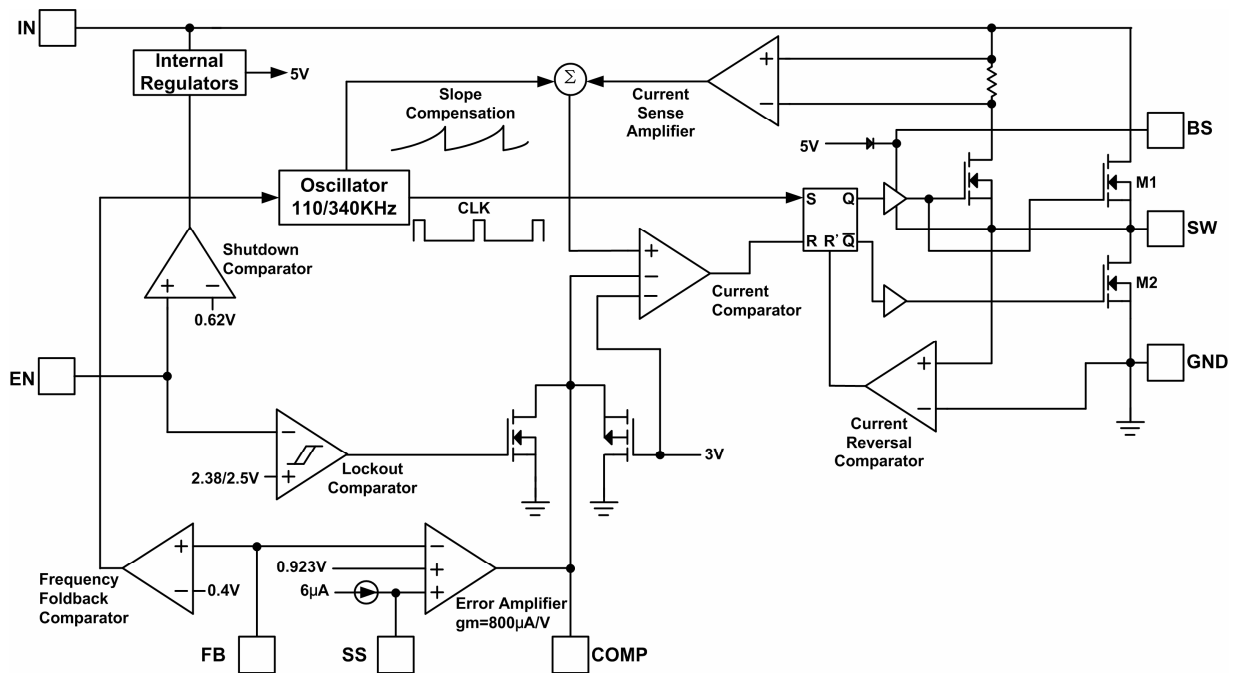 IN
Internal
Regulators
5V
Slope
Compensation
Σ
Current
Sense
Amplifier
+
−
5V
BS
Oscillator
110/340KHz
CLK
S Q
R R' Q̅
M1
SW
M2
Shutdown
Comparator
+ −
0.62V
+
−
−
Current
Comparator
EN
GND
+
−
Current
Reversal
Comparator
−
2.38/2.5V
+
Lockout
Comparator
3V
Frequency
Foldback
Comparator
+
−
0.4V
0.923V
6µA
−
+
+
Error Amplifier
gm=800µA/V
FB
SS
COMP